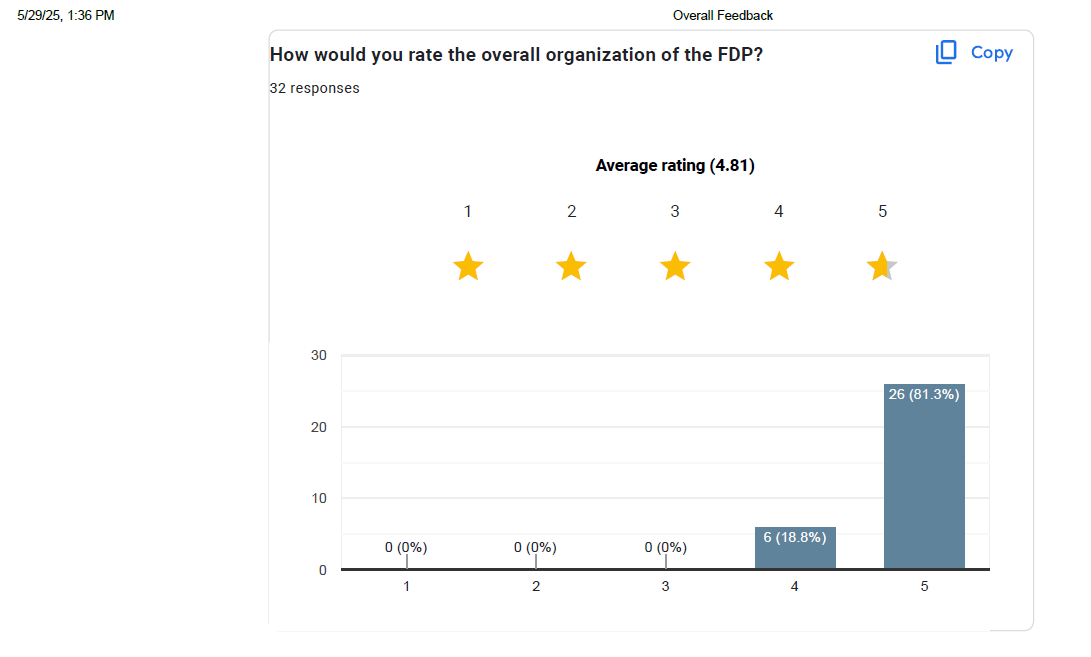 5/29/25, 1:36 PM Overall Feedback
How would you rate the overall organization of the FDP?
Copy
32 responses
Average rating (4.81)
1 2 3 4 5
30
20
10
0
0 (0%) 0 (0%) 0 (0%) 6 (18.8%) 26 (81.3%)
1 2 3 4 5